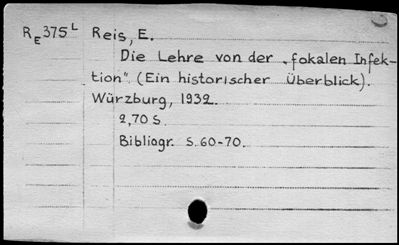 RE375L Reis, E.
Die Lehre von der „fokalen Infek-
tion“. (Ein historischer Überblick).
Würzburg, 1932.
2,70 S.
Bibliogr. S.60-70.